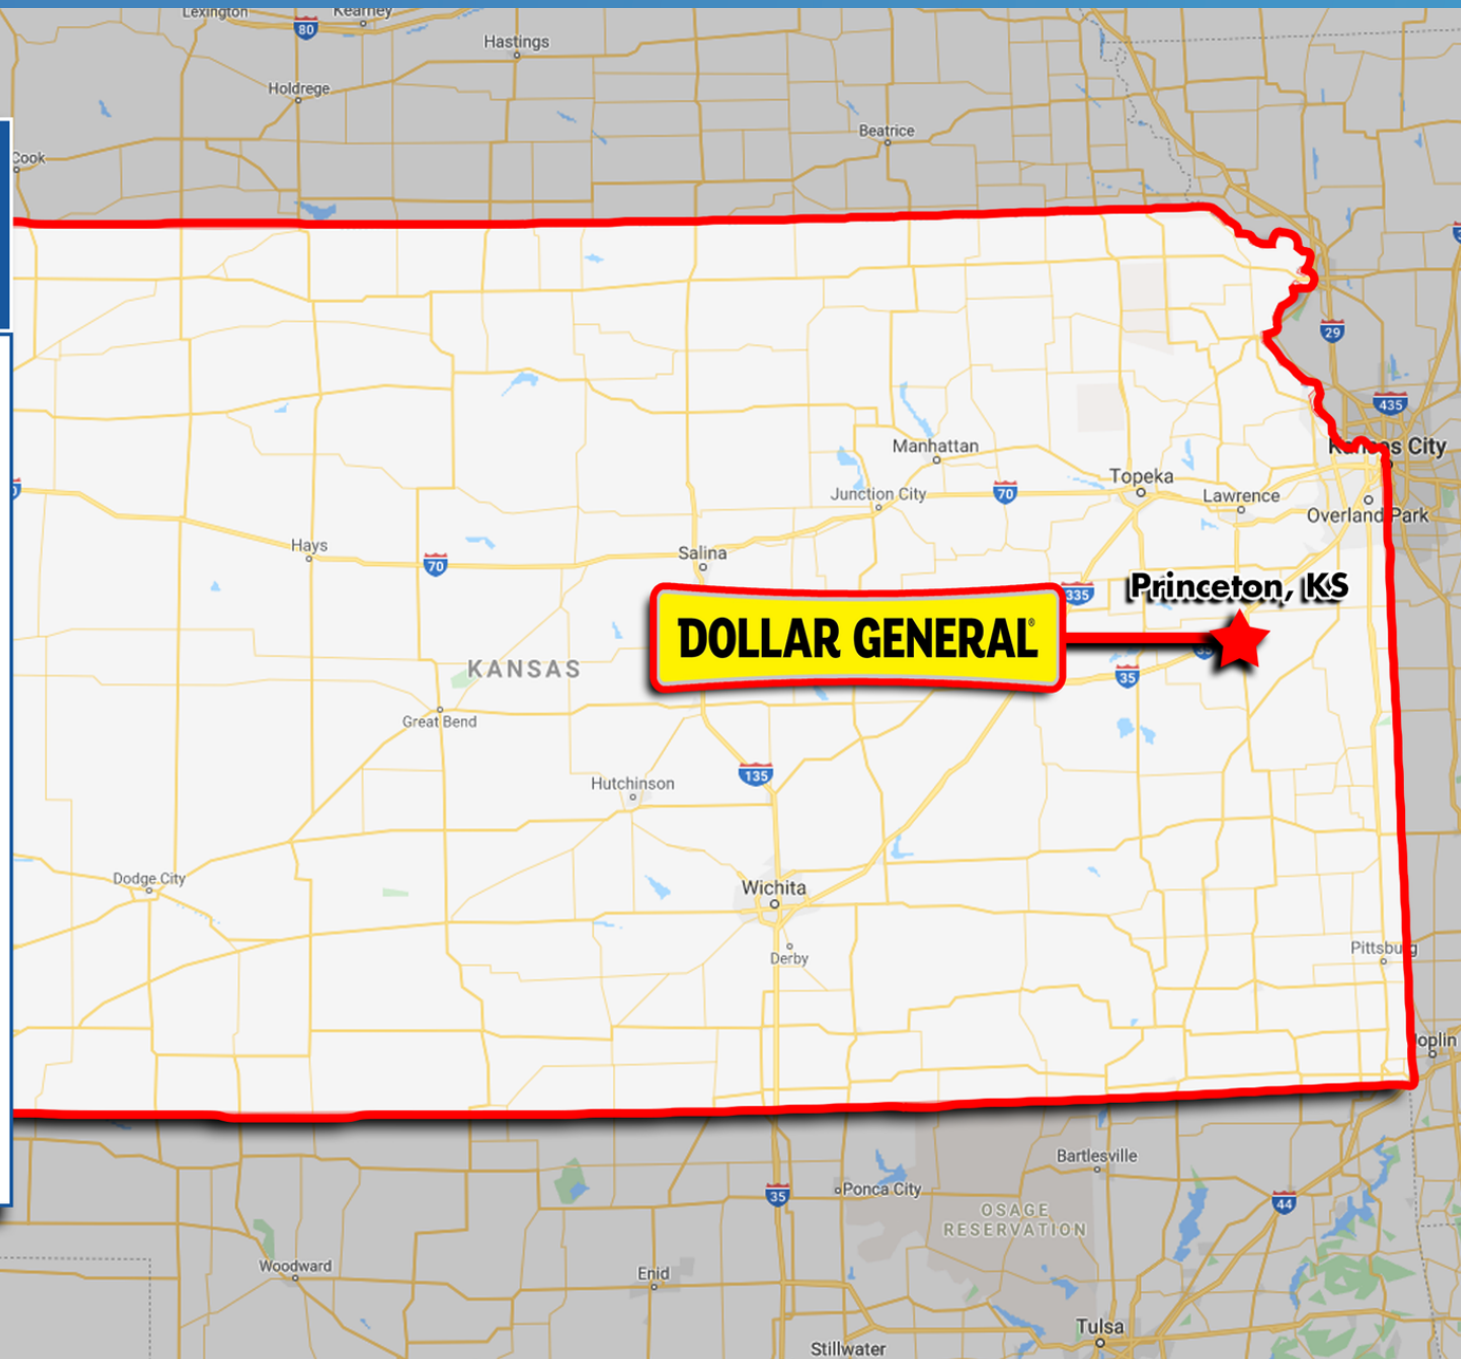 Lexington
Kearney
80
Hastings
Holdrege
Beatrice
Cook
29
435
Kansas City
Manhattan
Topeka
Junction City
70
Lawrence
Overland Park
Hays
70
Salina
335
Princeton, KS
DOLLAR GENERAL®
KANSAS
35
Great Bend
135
Hutchinson
Dodge City
Wichita
Derby
Pittsburg
Joplin
Bartlesville
35
Ponca City
44
OSAGE
RESERVATION
Woodward
Enid
Tulsa
Stillwater